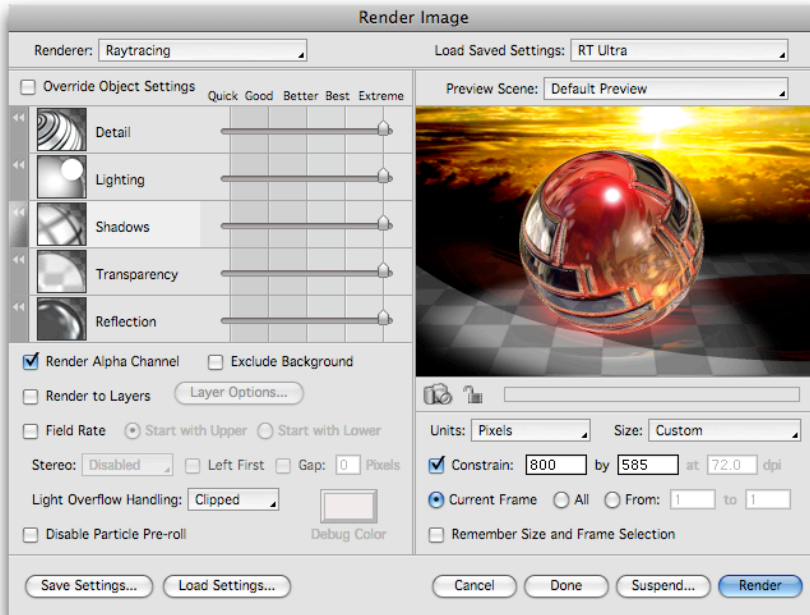 Render Image
Renderer: Raytracing
Load Saved Settings: RT Ultra
Override Object Settings
Quick Good Better Best Extreme
Preview Scene: Default Preview
Detail
Lighting
Shadows
Transparency
Reflection
Render Alpha Channel Exclude Background
Render to Layers Layer Options...
Field Rate Start with Upper Start with Lower
Stereo: Disabled Left First Gap: 0 Pixels
Light Overflow Handling: Clipped
Debug Color
Disable Particle Pre-roll
Units: Pixels Size: Custom
Constrain: 800 by 585 at 72.0 dpi
Current Frame All From: 1 to 1
Remember Size and Frame Selection
Save Settings... Load Settings... Cancel Done Suspend... Render